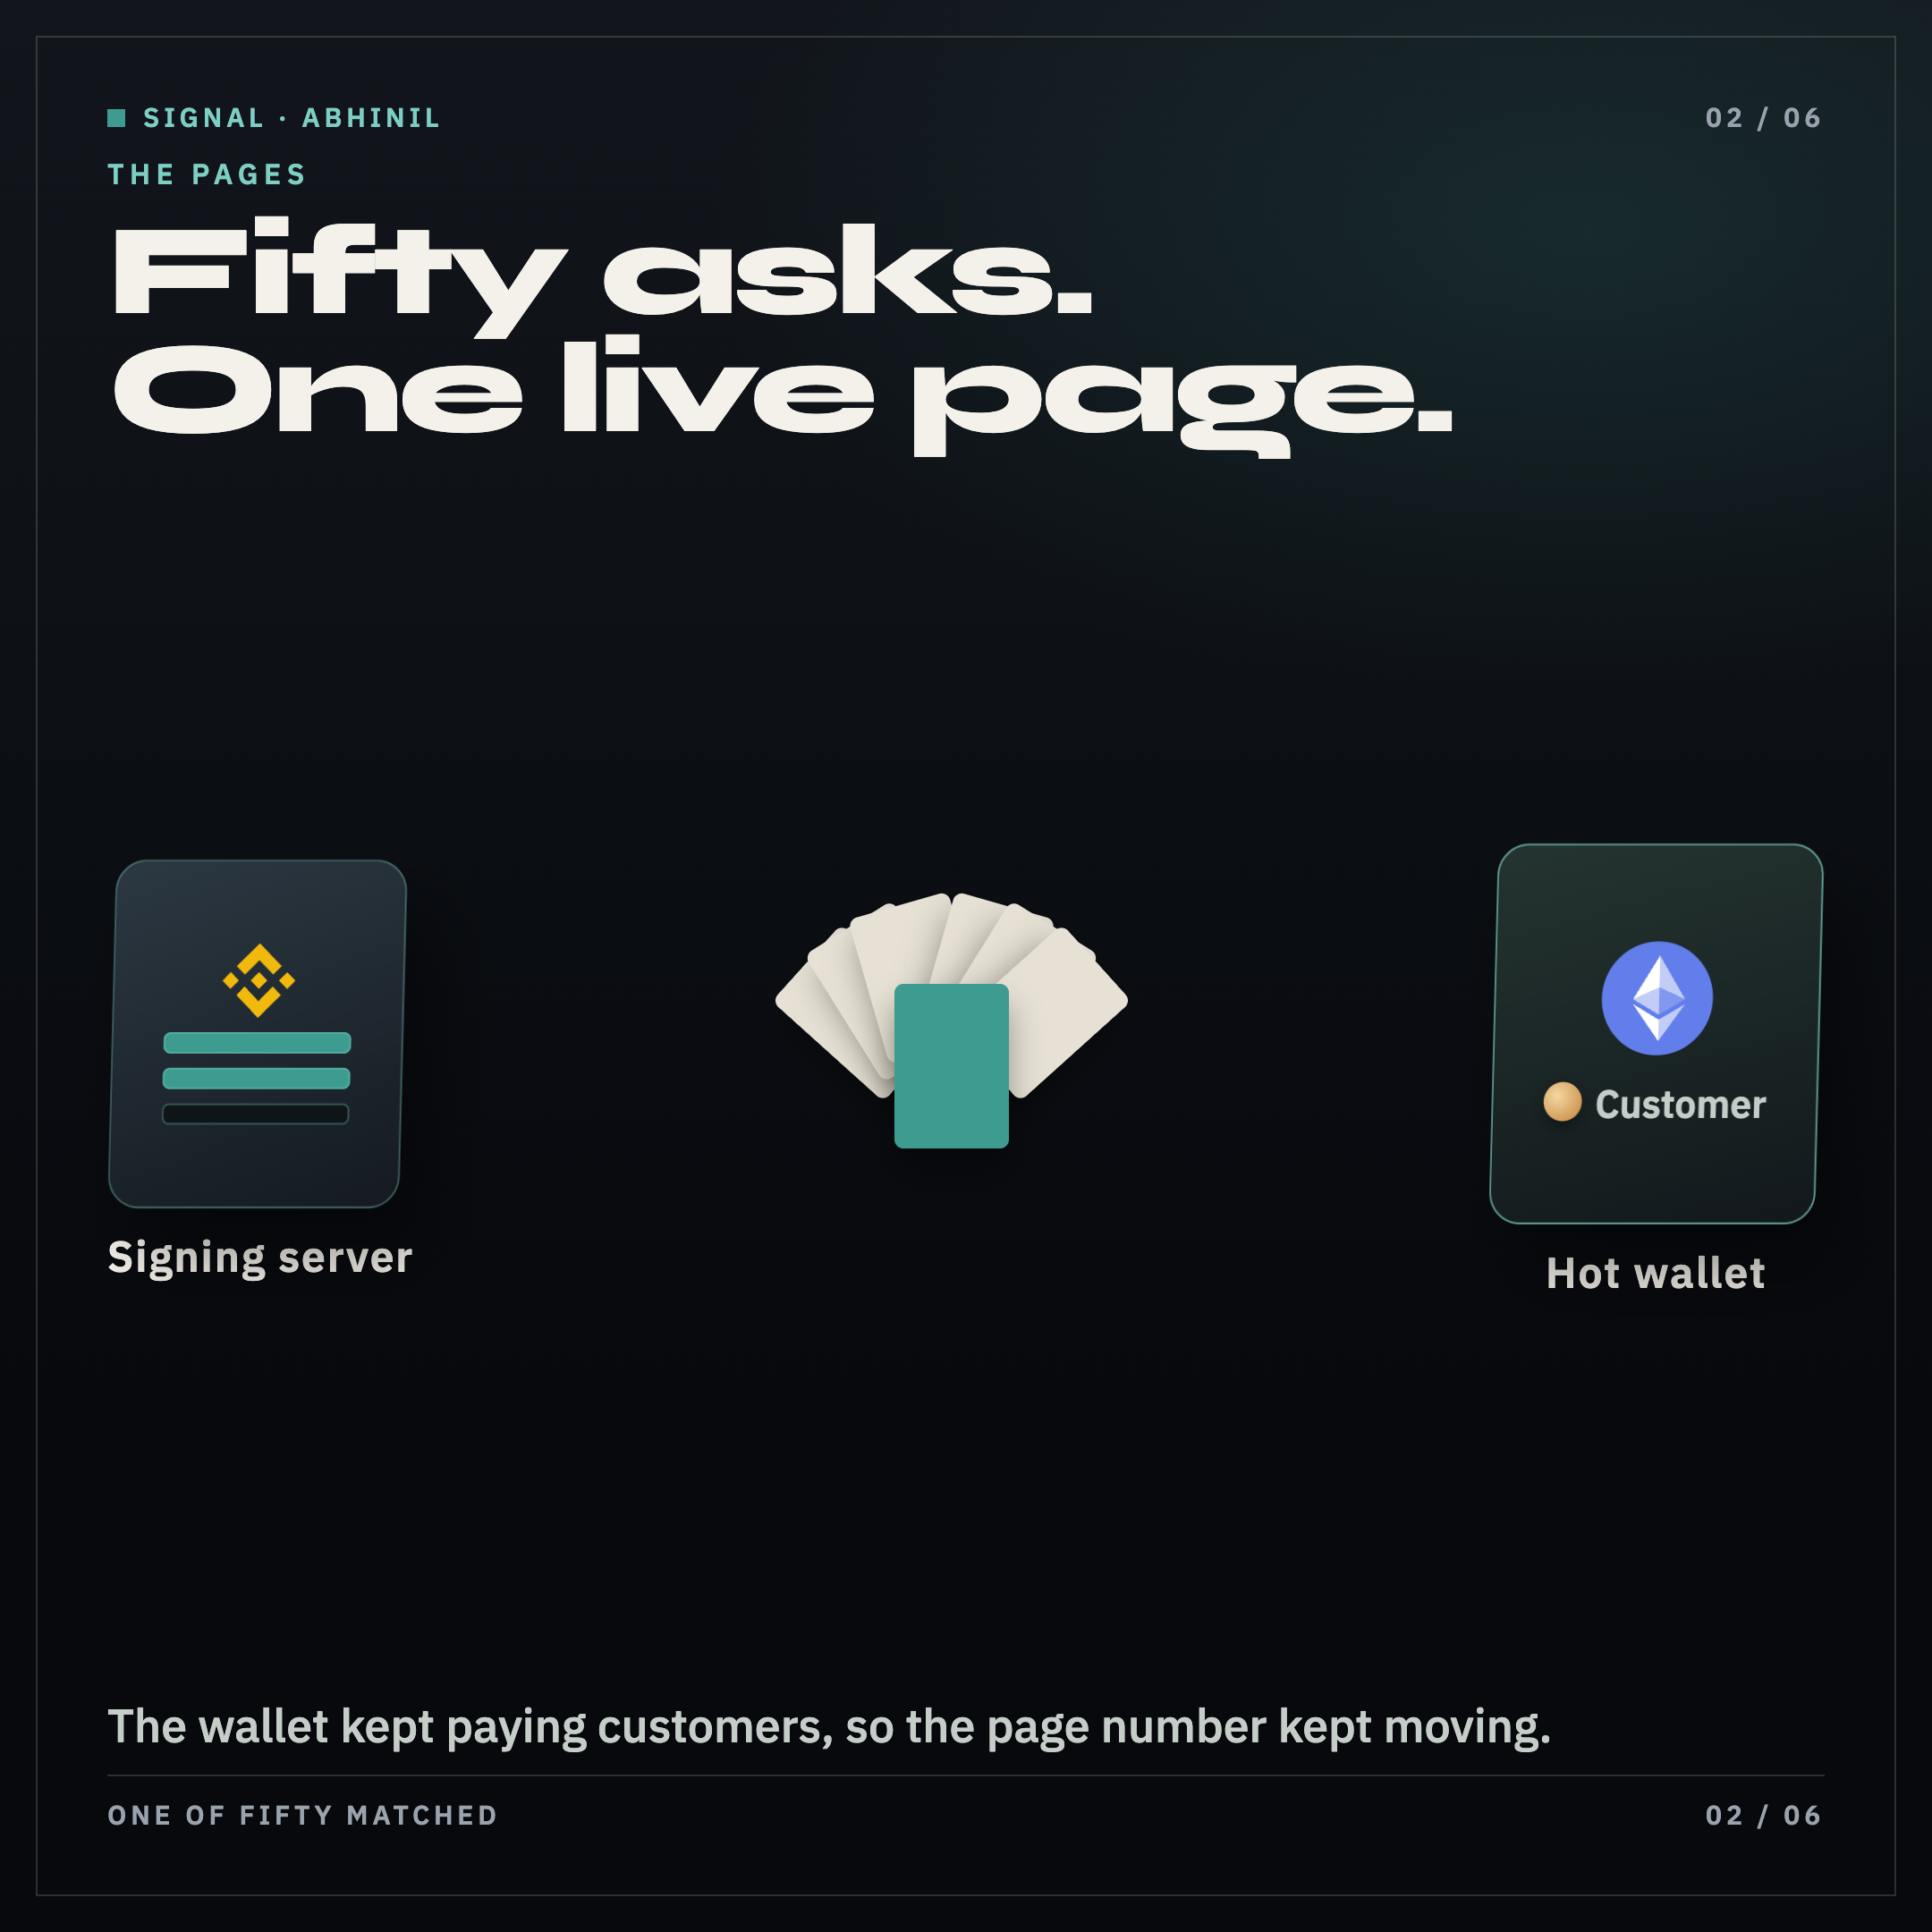 SIGNAL · ABHINIL
02 / 06
THE PAGES
Fifty asks.
One live page.
Customer
Signing server
Hot wallet
The wallet kept paying customers, so the page number kept moving.
ONE OF FIFTY MATCHED
02 / 06